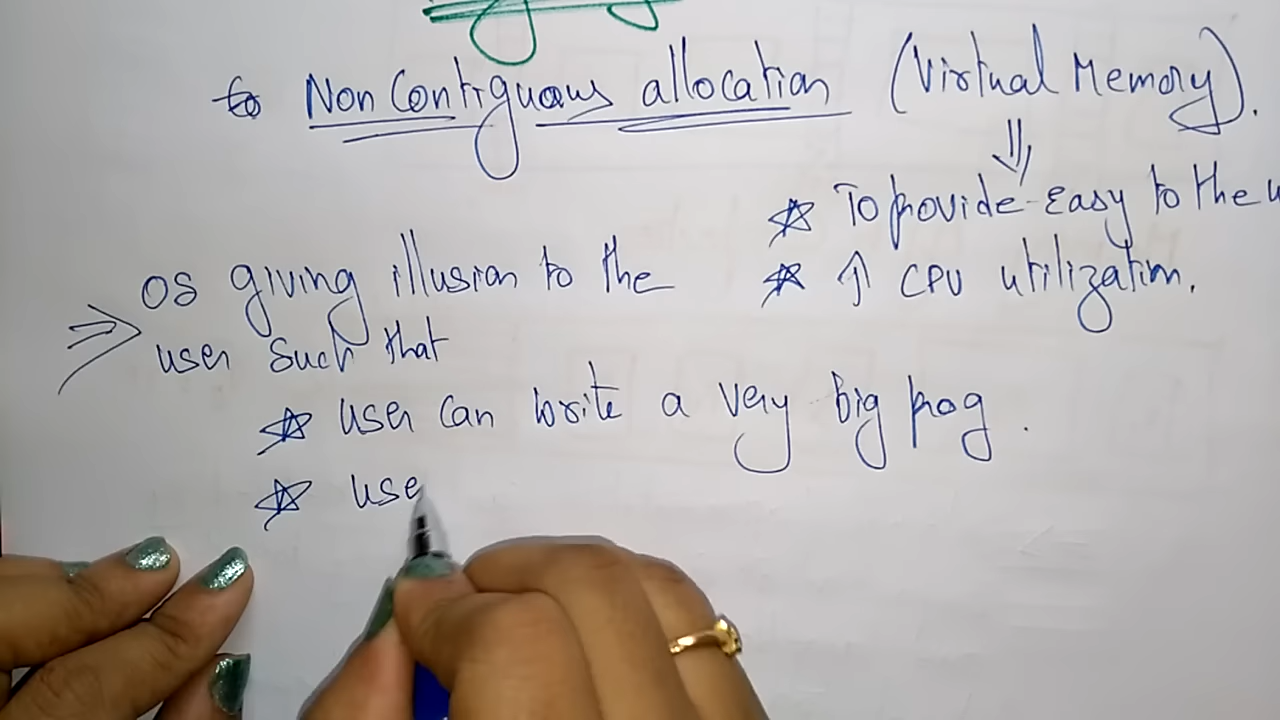 Non Contiguous allocation (Virtual Memory).
⇓
☆ To provide easy to the u
☆ ↑ CPU utilization.
⇒ OS giving illusion to the
user such that
☆ user can write a very big prog.
☆ use